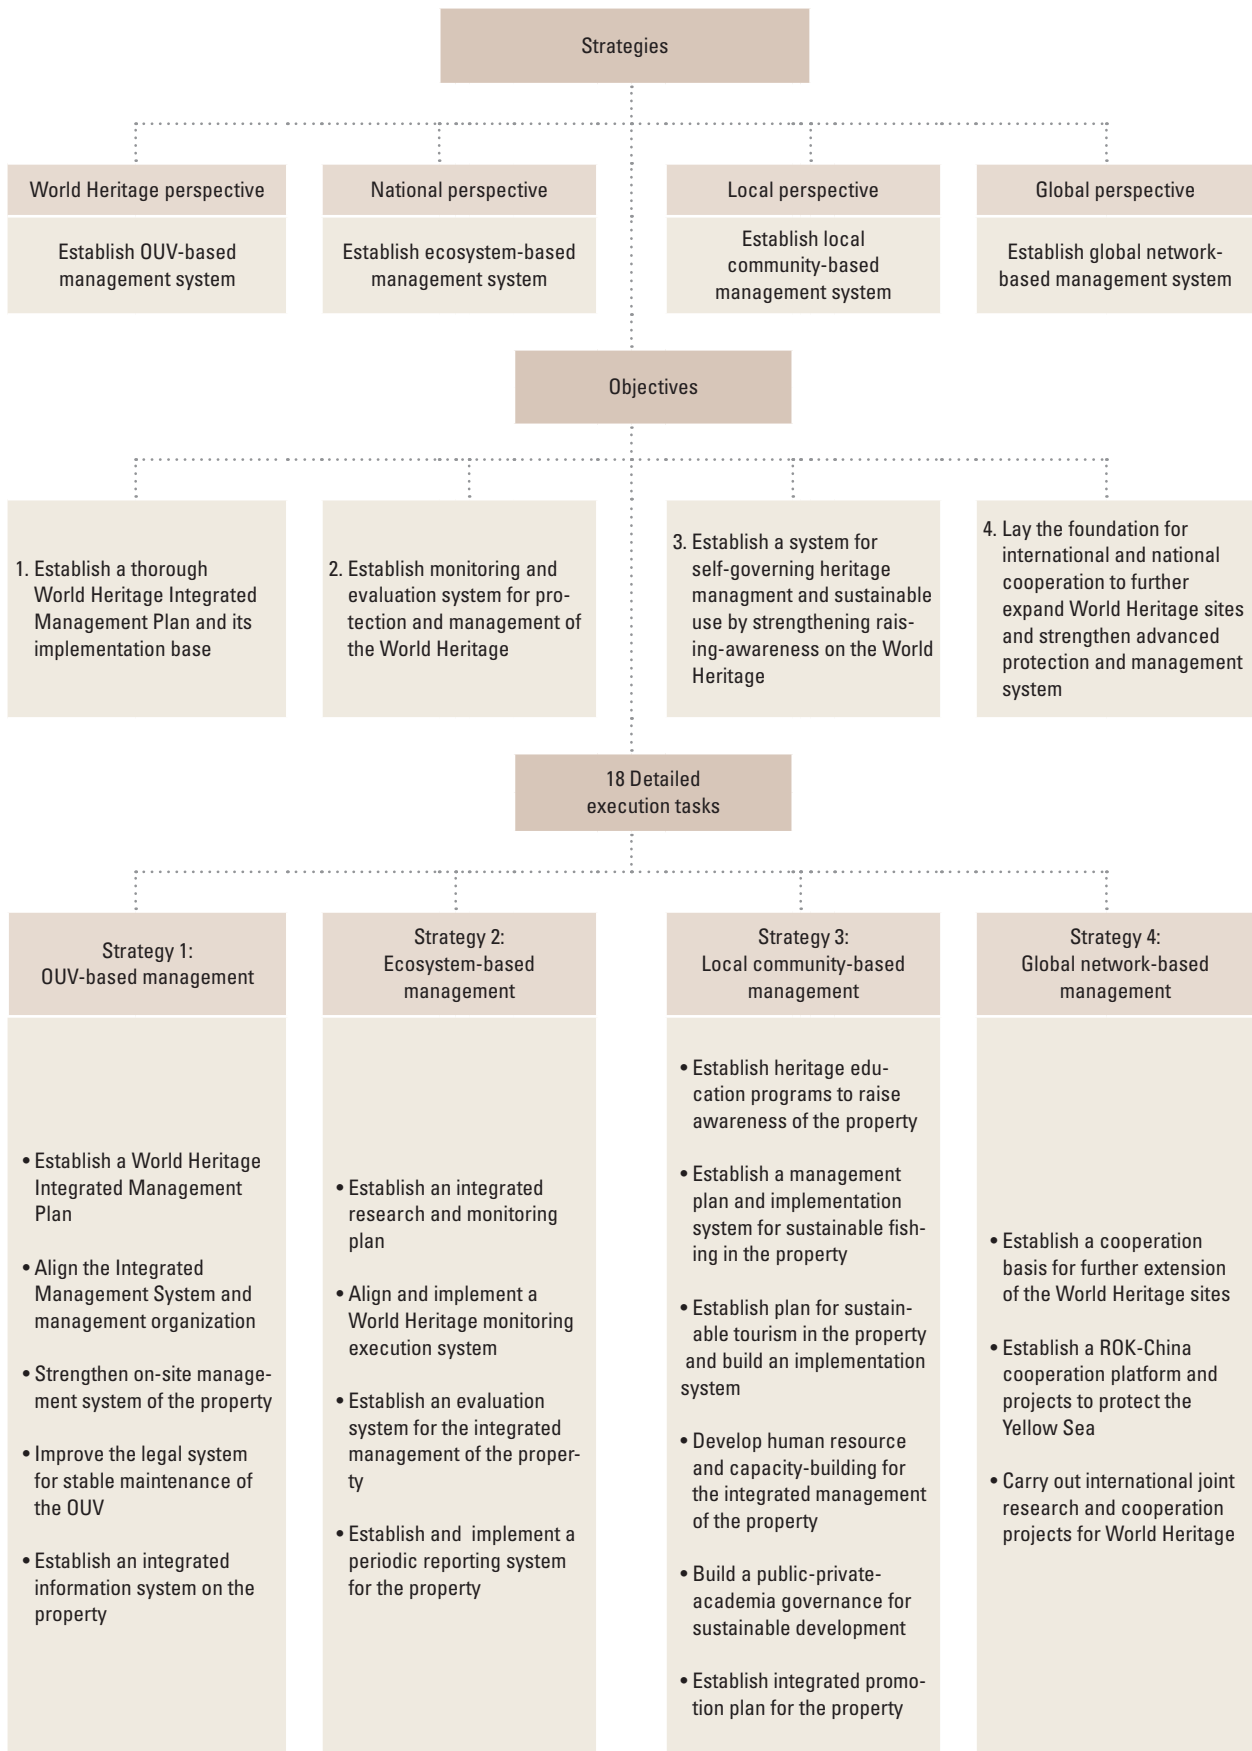 Strategies
World Heritage perspective
Establish OUV-based
management system
National perspective
Establish ecosystem-based
management system
Local perspective
Establish local
community-based
management system
Global perspective
Establish global network-
based management system
Objectives
1. Establish a thorough
World Heritage Integrated
Management Plan and its
implementation base
2. Establish monitoring and
evaluation system for pro-
tection and management of
the World Heritage
3. Establish a system for
self-governing heritage
managment and sustainable
use by strengthening rais-
ing-awareness on the World
Heritage
4. Lay the foundation for
international and national
cooperation to further
expand World Heritage sites
and strengthen advanced
protection and management
system
18 Detailed
execution tasks
Strategy 1:
OUV-based management
• Establish a World Heritage
Integrated Management
Plan
• Align the Integrated
Management System and
management organization
• Strengthen on-site manage-
ment system of the property
• Improve the legal system
for stable maintenance of
the OUV
• Establish an integrated
information system on the
property
Strategy 2:
Ecosystem-based
management
• Establish an integrated
research and monitoring
plan
• Align and implement a
World Heritage monitoring
execution system
• Establish an evaluation
system for the integrated
management of the proper-
ty
• Establish and implement a
periodic reporting system
for the property
Strategy 3:
Local community-based
management
• Establish heritage edu-
cation programs to raise
awareness of the property
• Establish a management
plan and implementation
system for sustainable fish-
ing in the property
• Establish plan for sustain-
able tourism in the property
and build an implementation
system
• Develop human resource
and capacity-building for
the integrated management
of the property
• Build a public-private-
academia governance for
sustainable development
• Establish integrated promo-
tion plan for the property
Strategy 4:
Global network-based
management
• Establish a cooperation
basis for further extension
of the World Heritage sites
• Establish a ROK-China
cooperation platform and
projects to protect the
Yellow Sea
• Carry out international joint
research and cooperation
projects for World Heritage